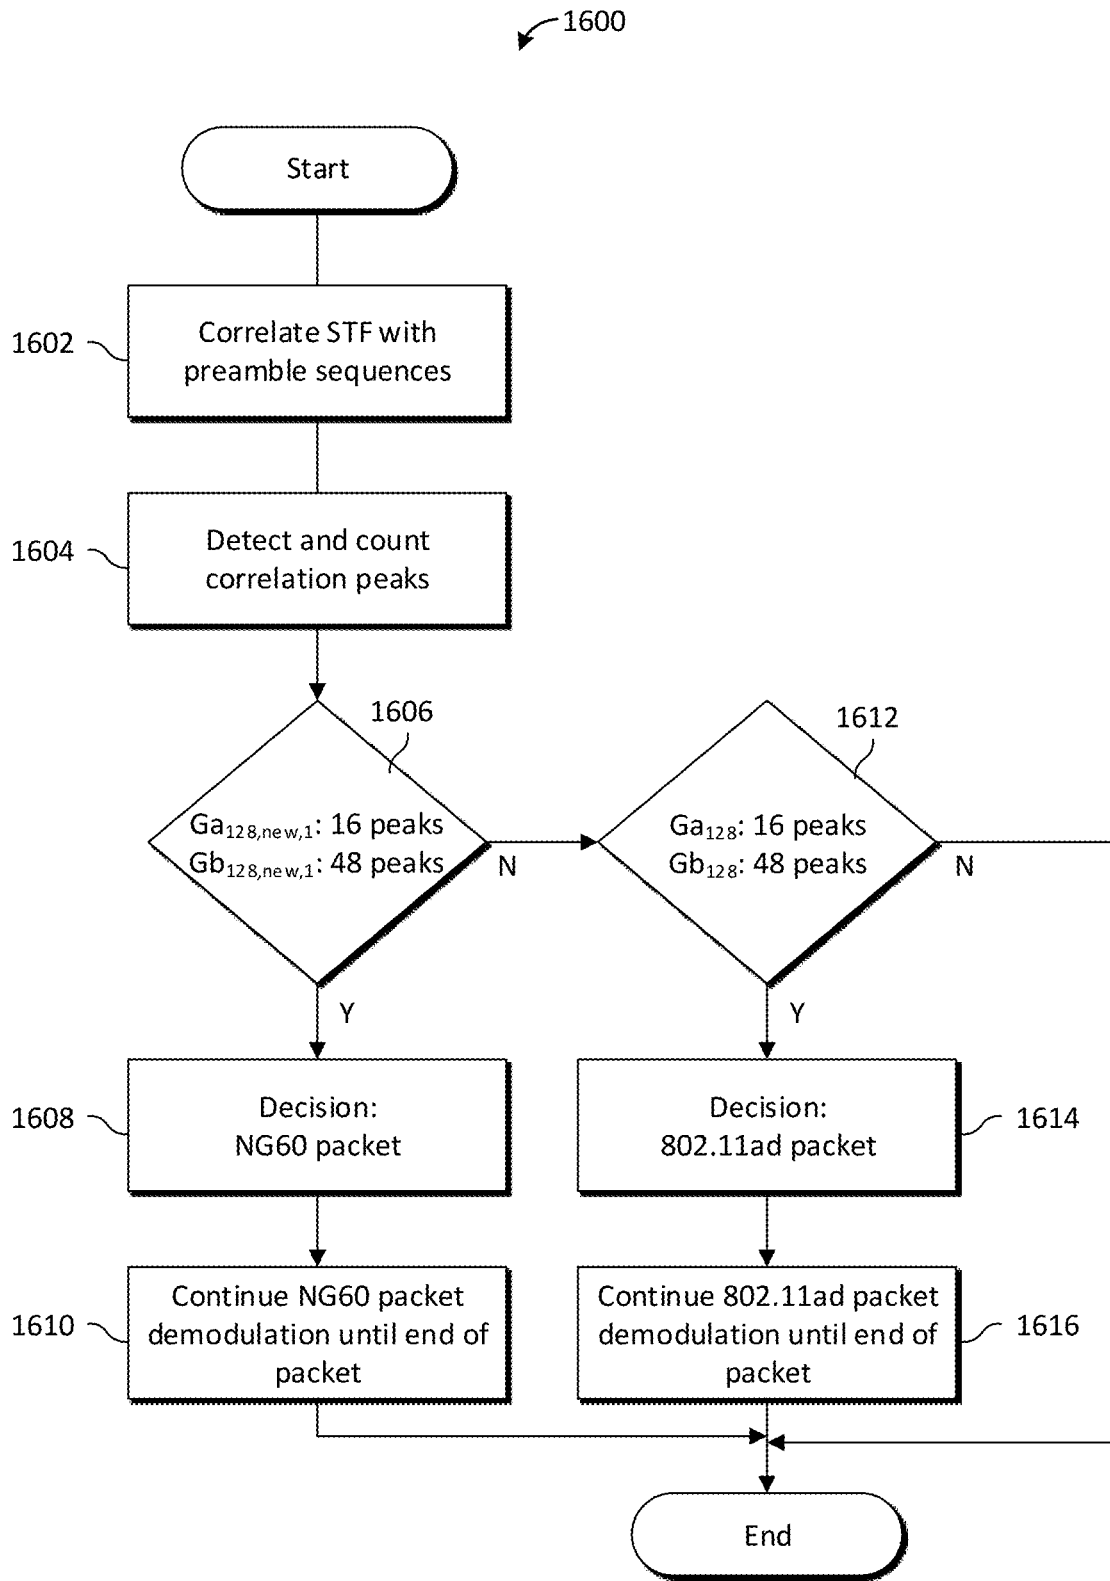 1600
Start
1602
Correlate STF with
preamble sequences
1604
Detect and count
correlation peaks
1606
Ga128,new,1: 16 peaks
Gb128,new,1: 48 peaks
N
Y
1612
Ga128: 16 peaks
Gb128: 48 peaks
N
Y
1608
Decision:
NG60 packet
Decision:
802.11ad packet
1614
1610
Continue NG60 packet
demodulation until end of
packet
Continue 802.11ad packet
demodulation until end of
packet
1616
End